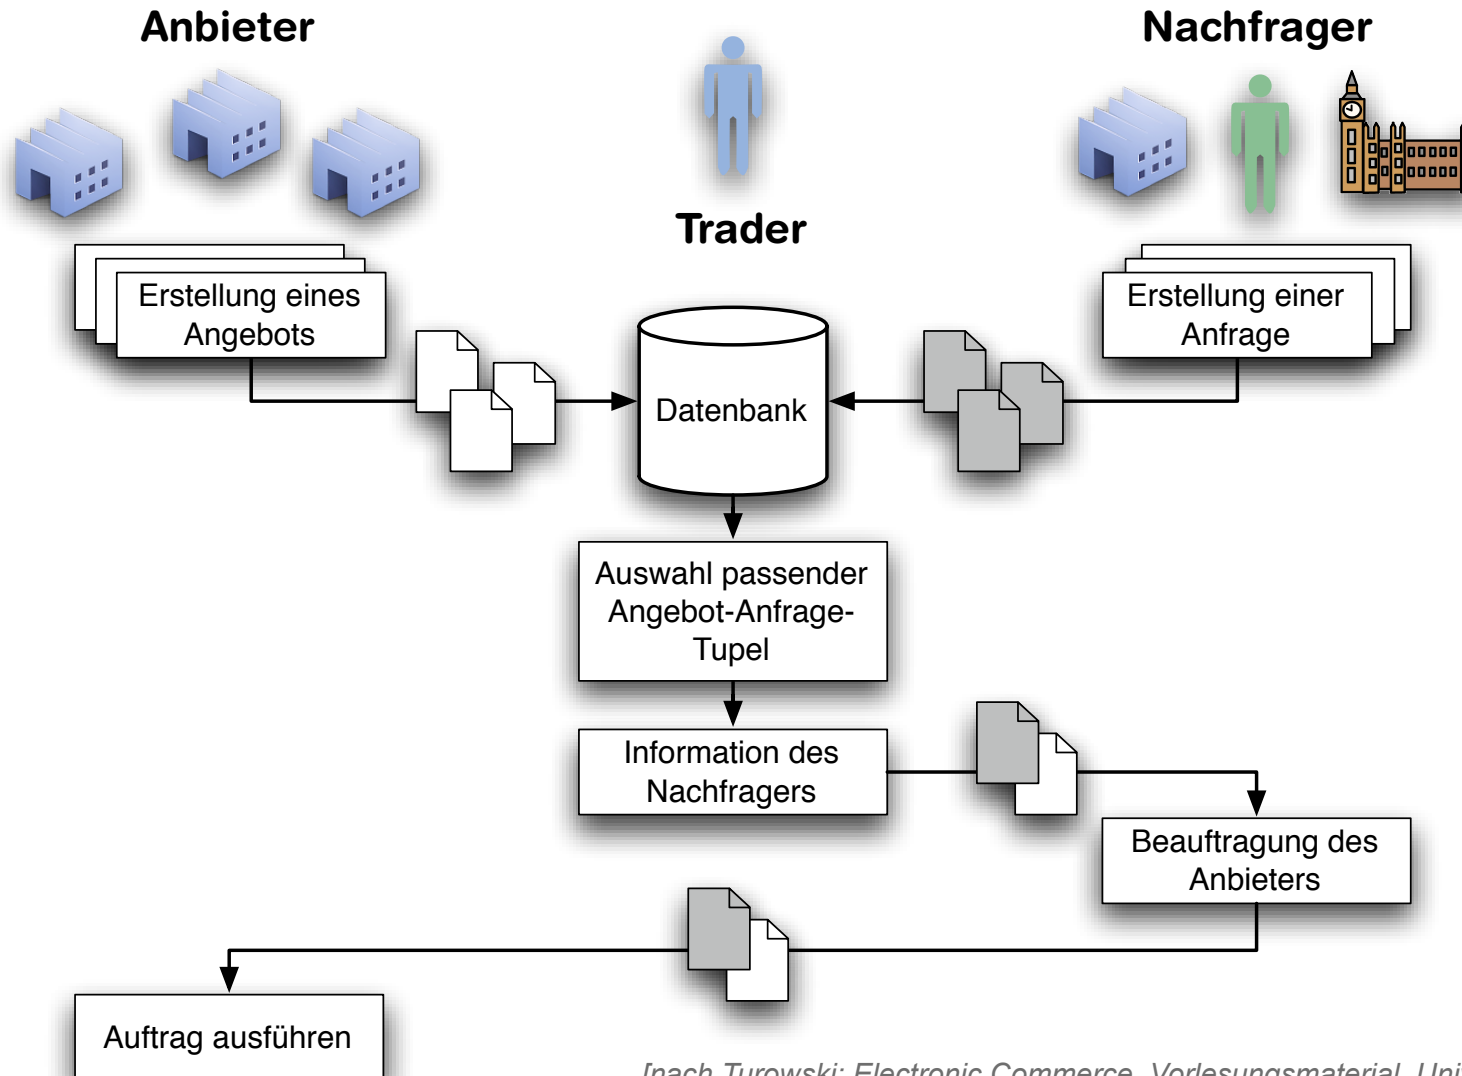 Anbieter
Nachfrager
Trader
Erstellung eines
Angebots
Erstellung einer
Anfrage
Datenbank
Auswahl passender
Angebot-Anfrage-
Tupel
Information des
Nachfragers
Beauftragung des
Anbieters
Auftrag ausführen
[nach Turowski: Electronic Commerce, Vorlesungsmaterial, Uni